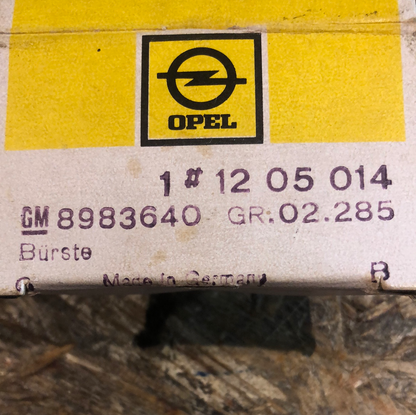 OPEL
1 # 12 05 014
GM 8983640 GR: 02.285
Bürste
Made in Germany B